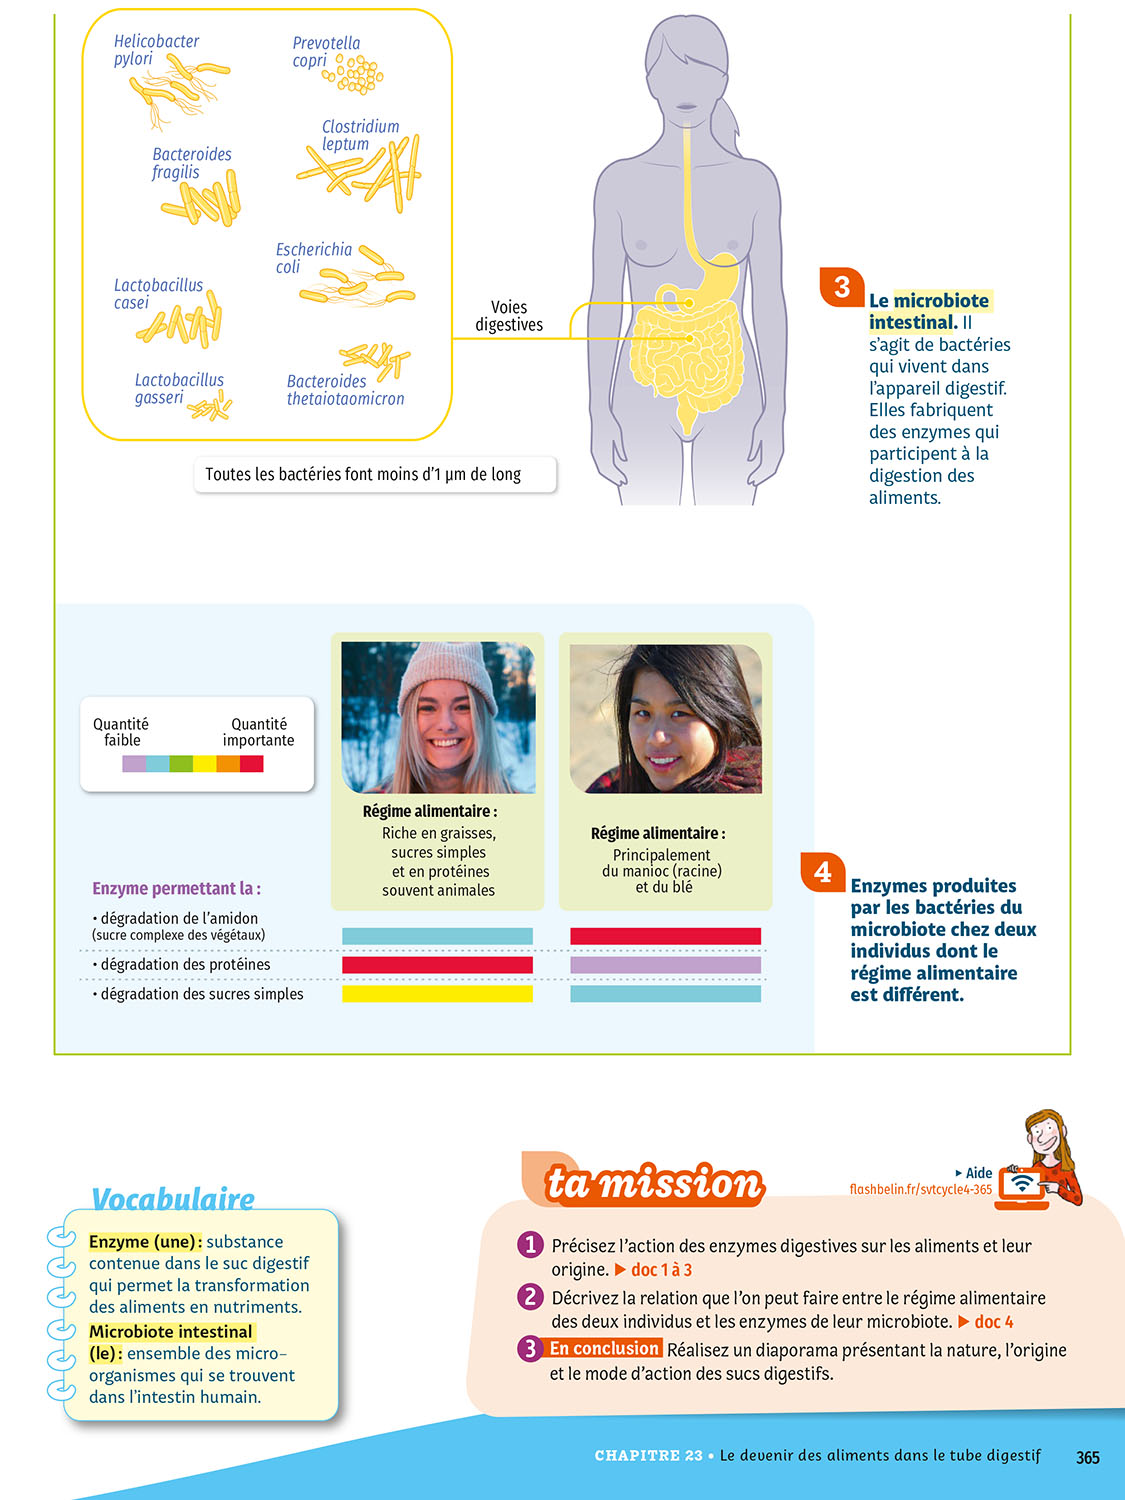 Helicobacter
pylori
Prevotella
copri
Clostridium
leptum
Bacteroides
fragilis
Escherichia
coli
Lactobacillus
casei
Lactobacillus
gasseri
Bacteroides
thetaiotaomicron
Voies
digestives
Toutes les bactéries font moins d'1 µm de long
3
Le microbiote
intestinal. Il
s'agit de bactéries
qui vivent dans
l'appareil digestif.
Elles fabriquent
des enzymes qui
participent à la
digestion des
aliments.
Quantité
faible
Quantité
importante
Régime alimentaire :
Riche en graisses,
sucres simples
et en protéines
souvent animales
Régime alimentaire :
Principalement
du manioc (racine)
et du blé
Enzyme permettant la :
• dégradation de l'amidon
(sucre complexe des végétaux)
• dégradation des protéines
• dégradation des sucres simples
4
Enzymes produites
par les bactéries du
microbiote chez deux
individus dont le
régime alimentaire
est différent.
Vocabulaire
Enzyme (une) : substance
contenue dans le suc digestif
qui permet la transformation
des aliments en nutriments.
Microbiote intestinal
(le) : ensemble des micro-
organismes qui se trouvent
dans l'intestin humain.
ta mission
▸ Aide
flashbelin.fr/svtcycle4-365
1 Précisez l'action des enzymes digestives sur les aliments et leur
origine. ▶ doc 1 à 3
2 Décrivez la relation que l'on peut faire entre le régime alimentaire
des deux individus et les enzymes de leur microbiote. ▶ doc 4
3 En conclusion Réalisez un diaporama présentant la nature, l'origine
et le mode d'action des sucs digestifs.
CHAPITRE 23 • Le devenir des aliments dans le tube digestif 365